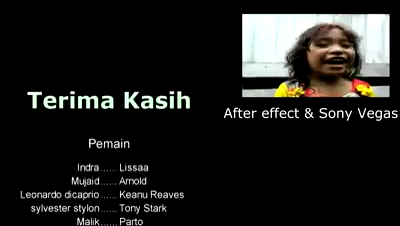 Terima Kasih
After effect & Sony Vegas
Pemain
Indra ...... Lissaa
Mujaid ...... Arnold
Leonardo dicaprio ...... Keanu Reaves
sylvester stylon ...... Tony Stark
Malik ...... Parto